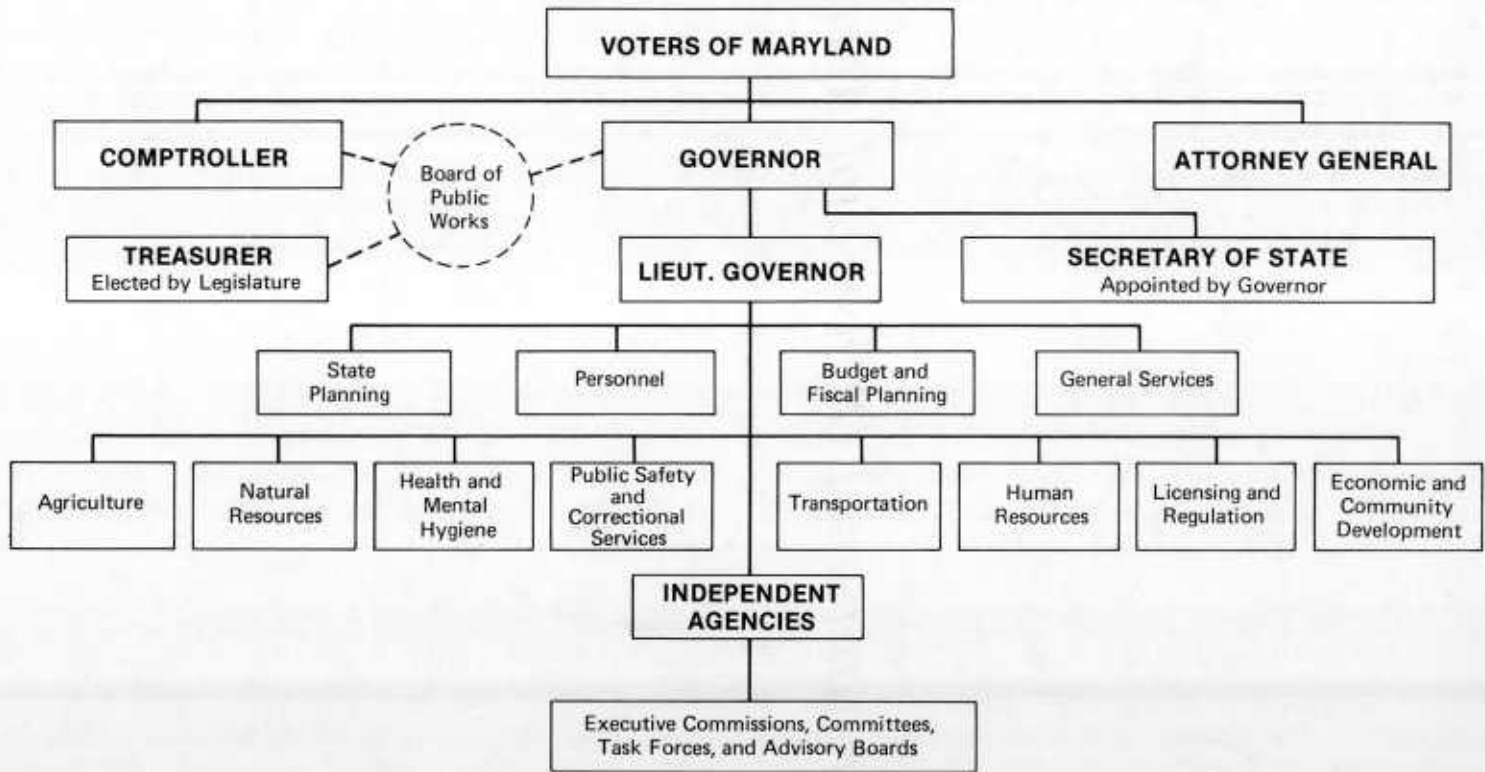 VOTERS OF MARYLAND
COMPTROLLER
Board of
Public
Works
GOVERNOR
ATTORNEY GENERAL
TREASURER
Elected by Legislature
LIEUT. GOVERNOR
SECRETARY OF STATE
Appointed by Governor
State
Planning
Personnel
Budget and
Fiscal Planning
General Services
Agriculture
Natural
Resources
Health and
Mental
Hygiene
Public Safety
and
Correctional
Services
Transportation
Human
Resources
Licensing and
Regulation
Economic and
Community
Development
INDEPENDENT
AGENCIES
Executive Commissions, Committees,
Task Forces, and Advisory Boards